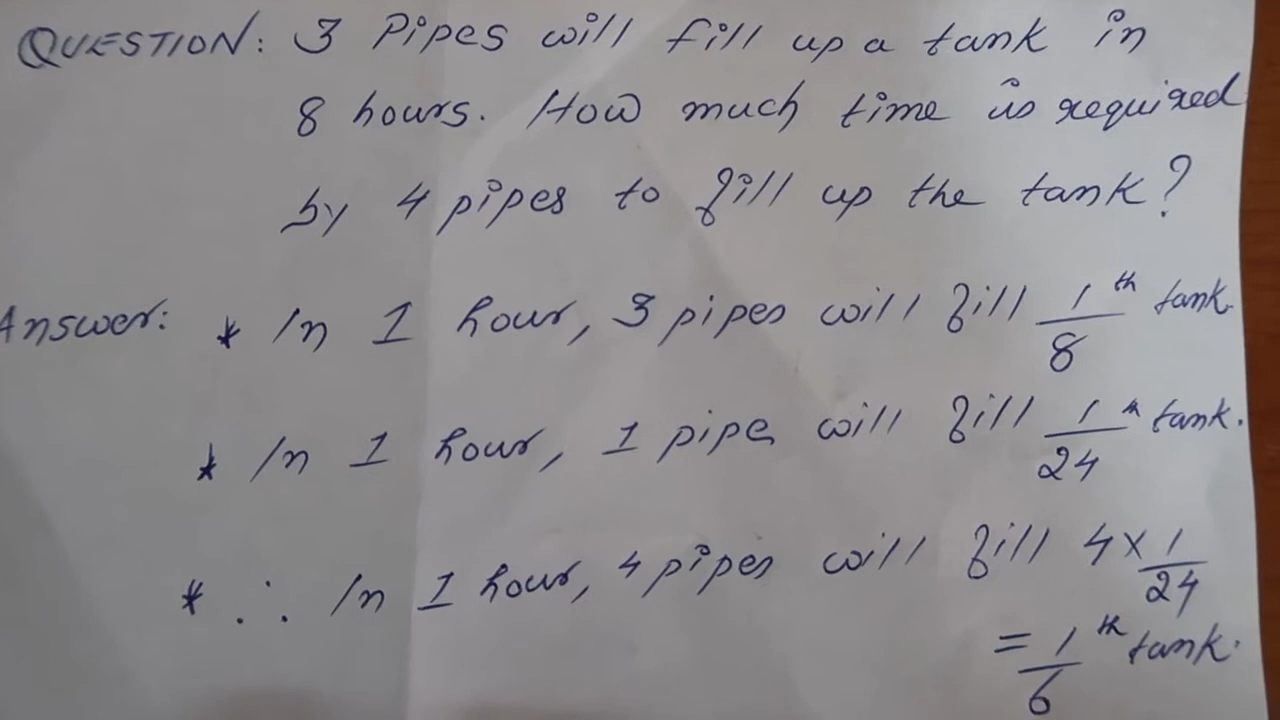 QUESTION: 3 Pipes will fill up a tank in
8 hours. How much time is required
by 4 pipes to fill up the tank?
Answer: * In 1 hour, 3 pipes will fill 1/8 th tank.
* In 1 hour, 1 pipe will fill 1/24 th tank.
* ∴ In 1 hour, 4 pipes will fill 4 × 1/24
= 1/6 th tank.